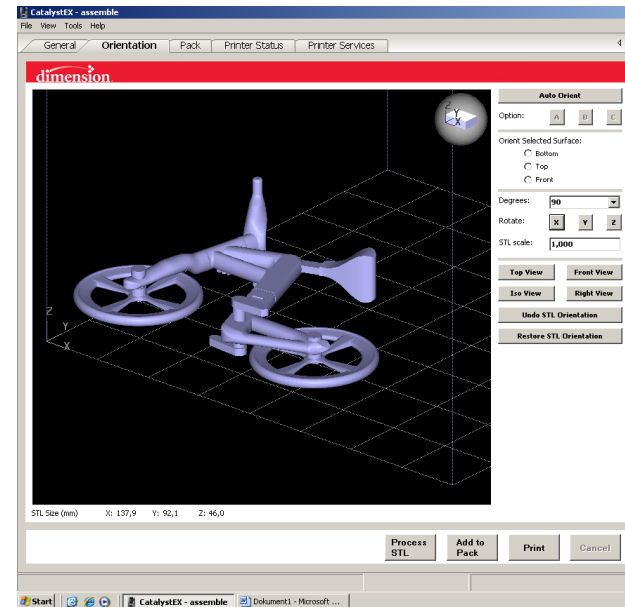 CatalystEX - assemble
File View Tools Help
General Orientation Pack Printer Status Printer Services
dimension
Auto Orient
Option: A B C
Orient Selected Surface:
Bottom
Top
Front
Degrees: 90
Rotate: X Y Z
STL scale: 1,000
Top View Front View
Iso View Right View
Undo STL Orientation
Restore STL Orientation
Z
Y
X
Z
Y
X
STL Size (mm) X: 137,9 Y: 92,1 Z: 46,0
Process STL
Add to Pack
Print
Cancel
Start CatalystEX - assemble Dokument1 - Microsoft ...